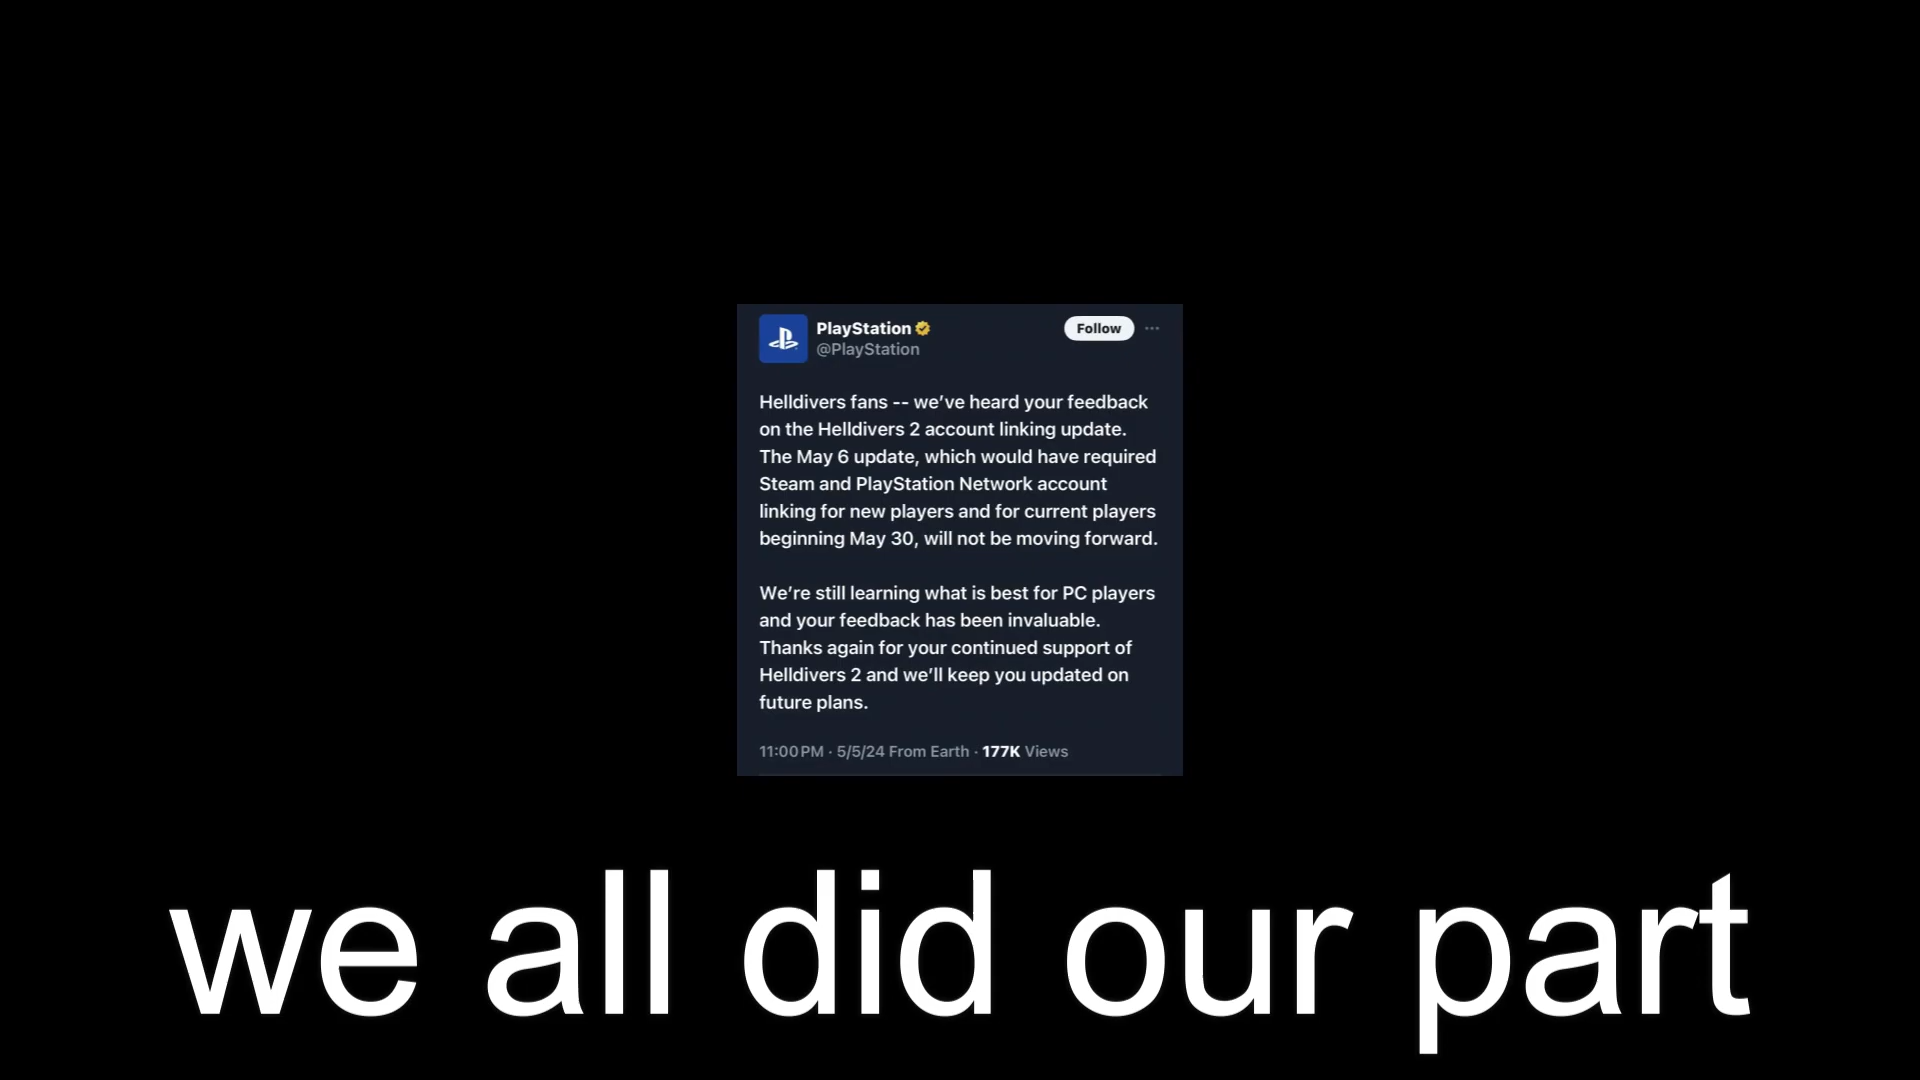 PlayStation
Follow
@PlayStation
Helldivers fans -- we’ve heard your feedback
on the Helldivers 2 account linking update.
The May 6 update, which would have required
Steam and PlayStation Network account
linking for new players and for current players
beginning May 30, will not be moving forward.
We’re still learning what is best for PC players
and your feedback has been invaluable.
Thanks again for your continued support of
Helldivers 2 and we’ll keep you updated on
future plans.
11:00 PM · 5/5/24 From Earth · 177K Views
we all did our part